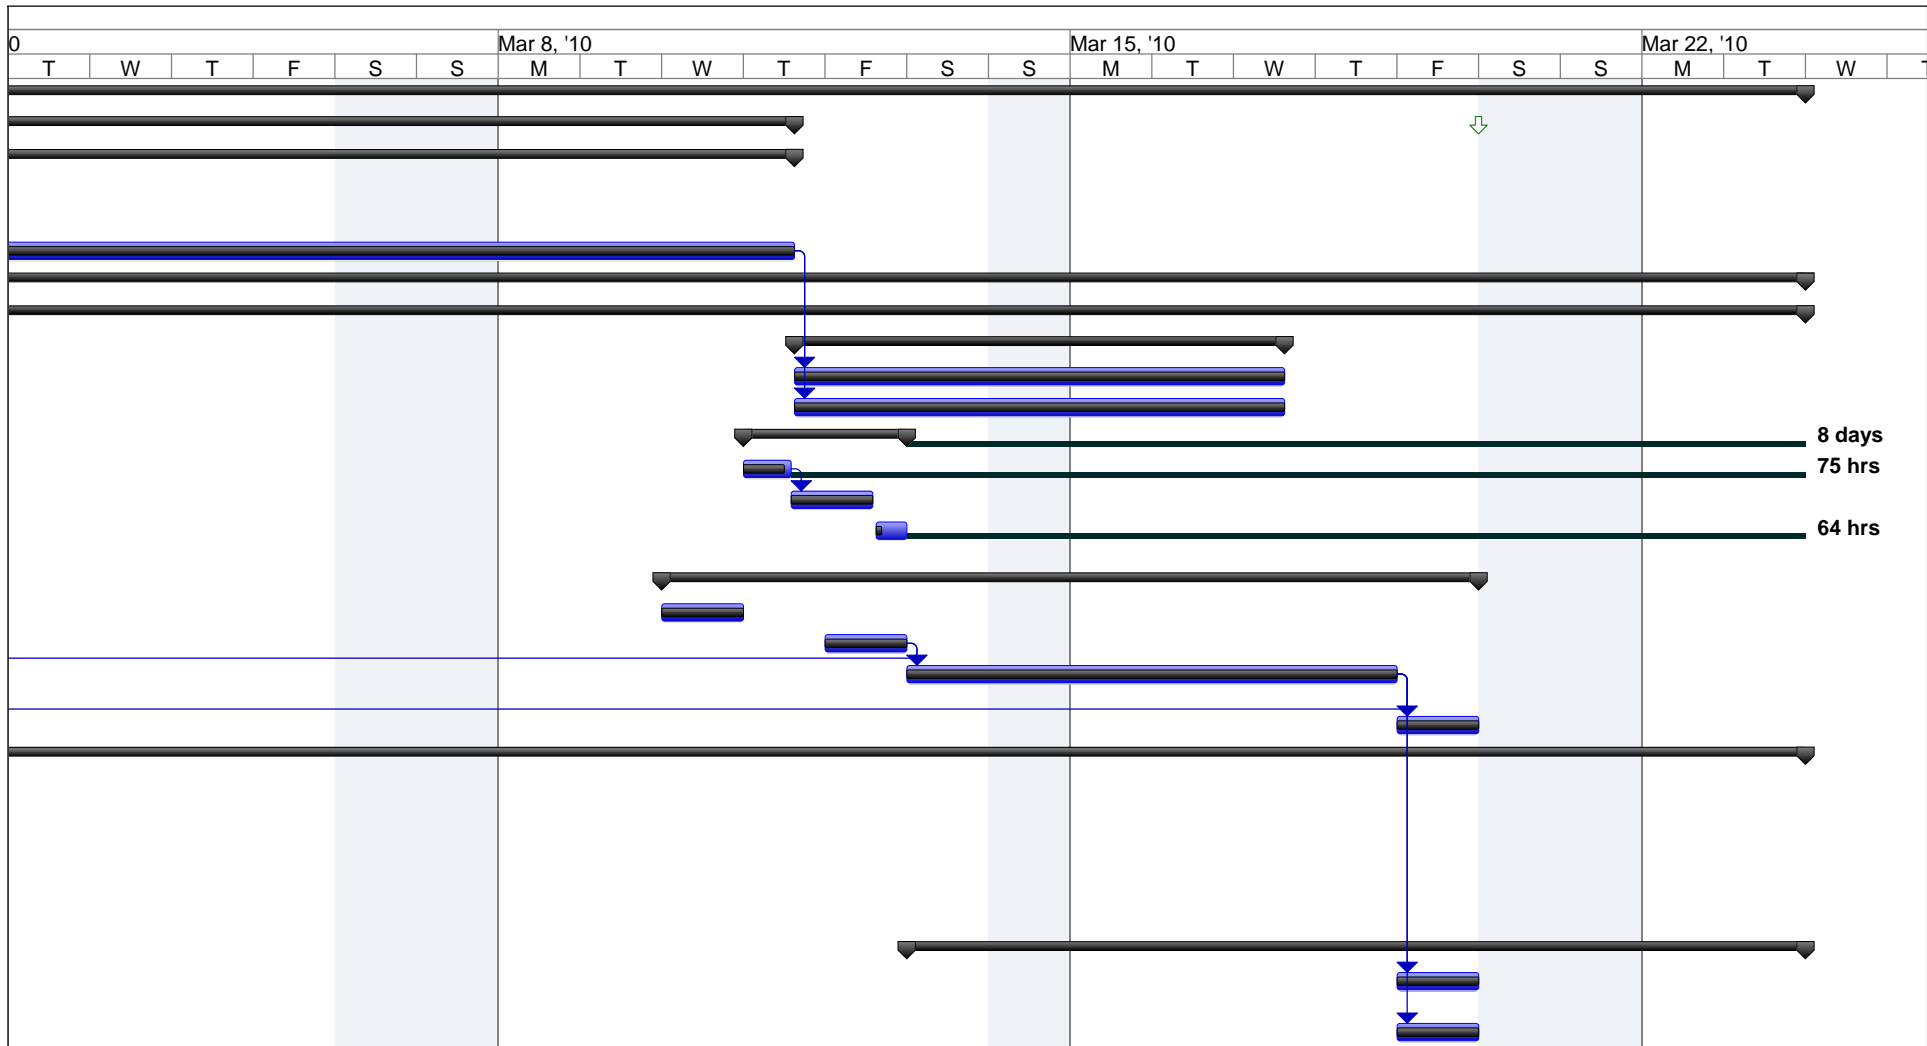 0 Mar 8, '10 Mar 15, '10 Mar 22, '10
T W T F S S M T W T F S S M T W T F S S M T W T
8 days
75 hrs
64 hrs